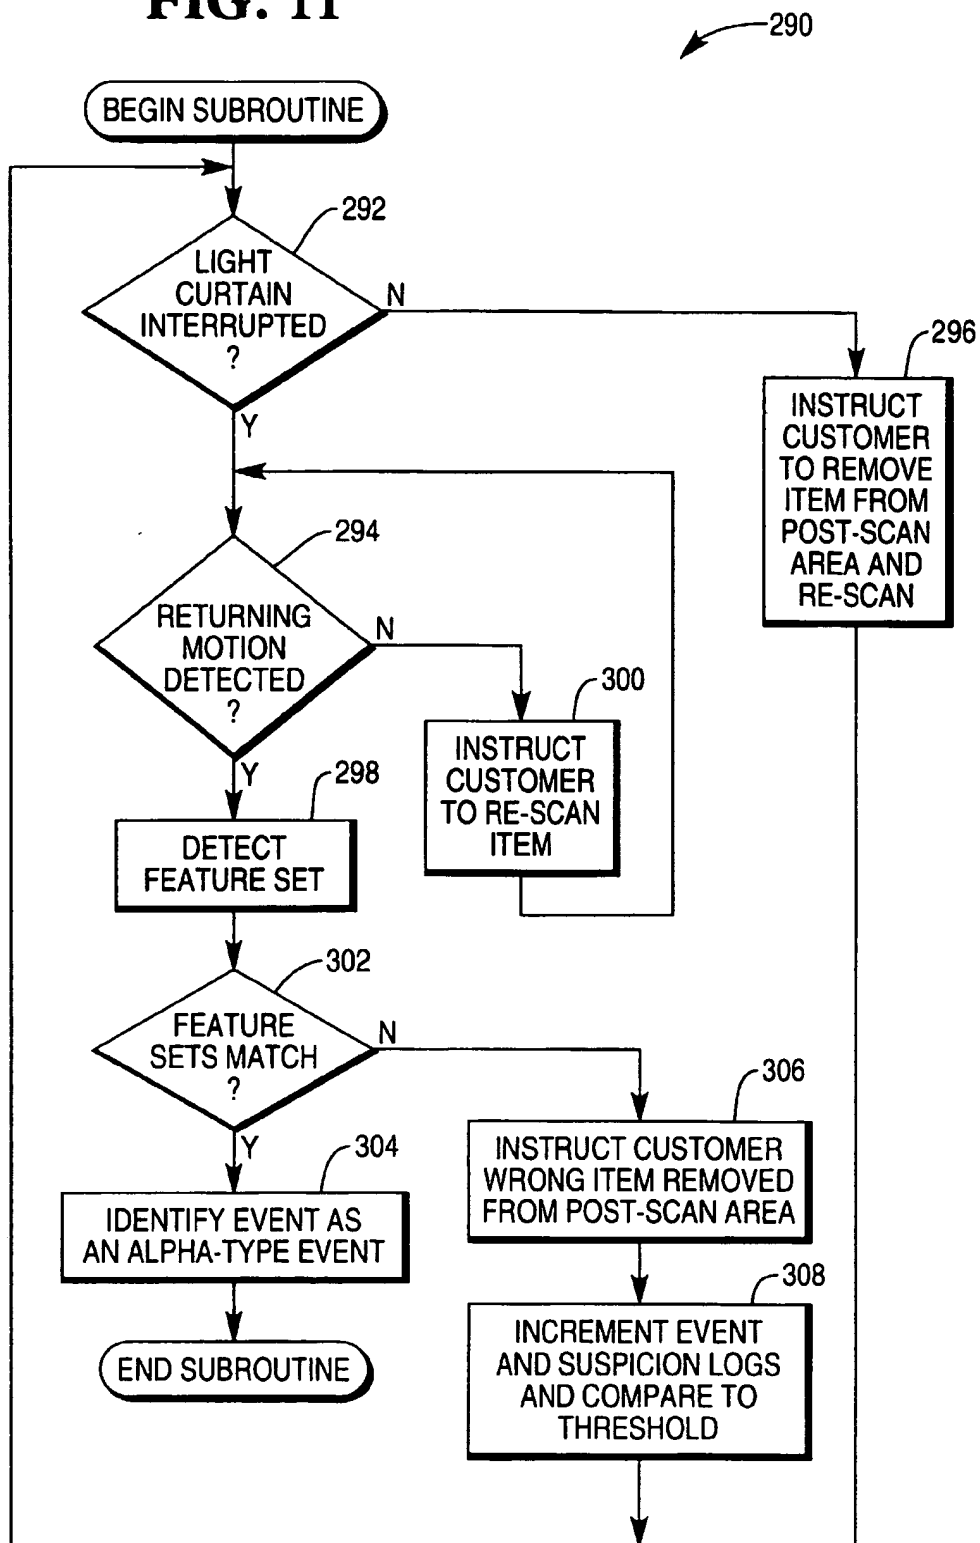 FIG. 11
290
BEGIN SUBROUTINE
292
LIGHT
CURTAIN
INTERRUPTED
?
N
Y
296
INSTRUCT
CUSTOMER
TO REMOVE
ITEM FROM
POST-SCAN
AREA AND
RE-SCAN
294
RETURNING
MOTION
DETECTED
?
N
Y
300
INSTRUCT
CUSTOMER
TO RE-SCAN
ITEM
298
DETECT
FEATURE SET
302
FEATURE
SETS MATCH
?
N
Y
306
INSTRUCT CUSTOMER
WRONG ITEM REMOVED
FROM POST-SCAN AREA
304
IDENTIFY EVENT AS
AN ALPHA-TYPE EVENT
308
INCREMENT EVENT
AND SUSPICION LOGS
AND COMPARE TO
THRESHOLD
END SUBROUTINE